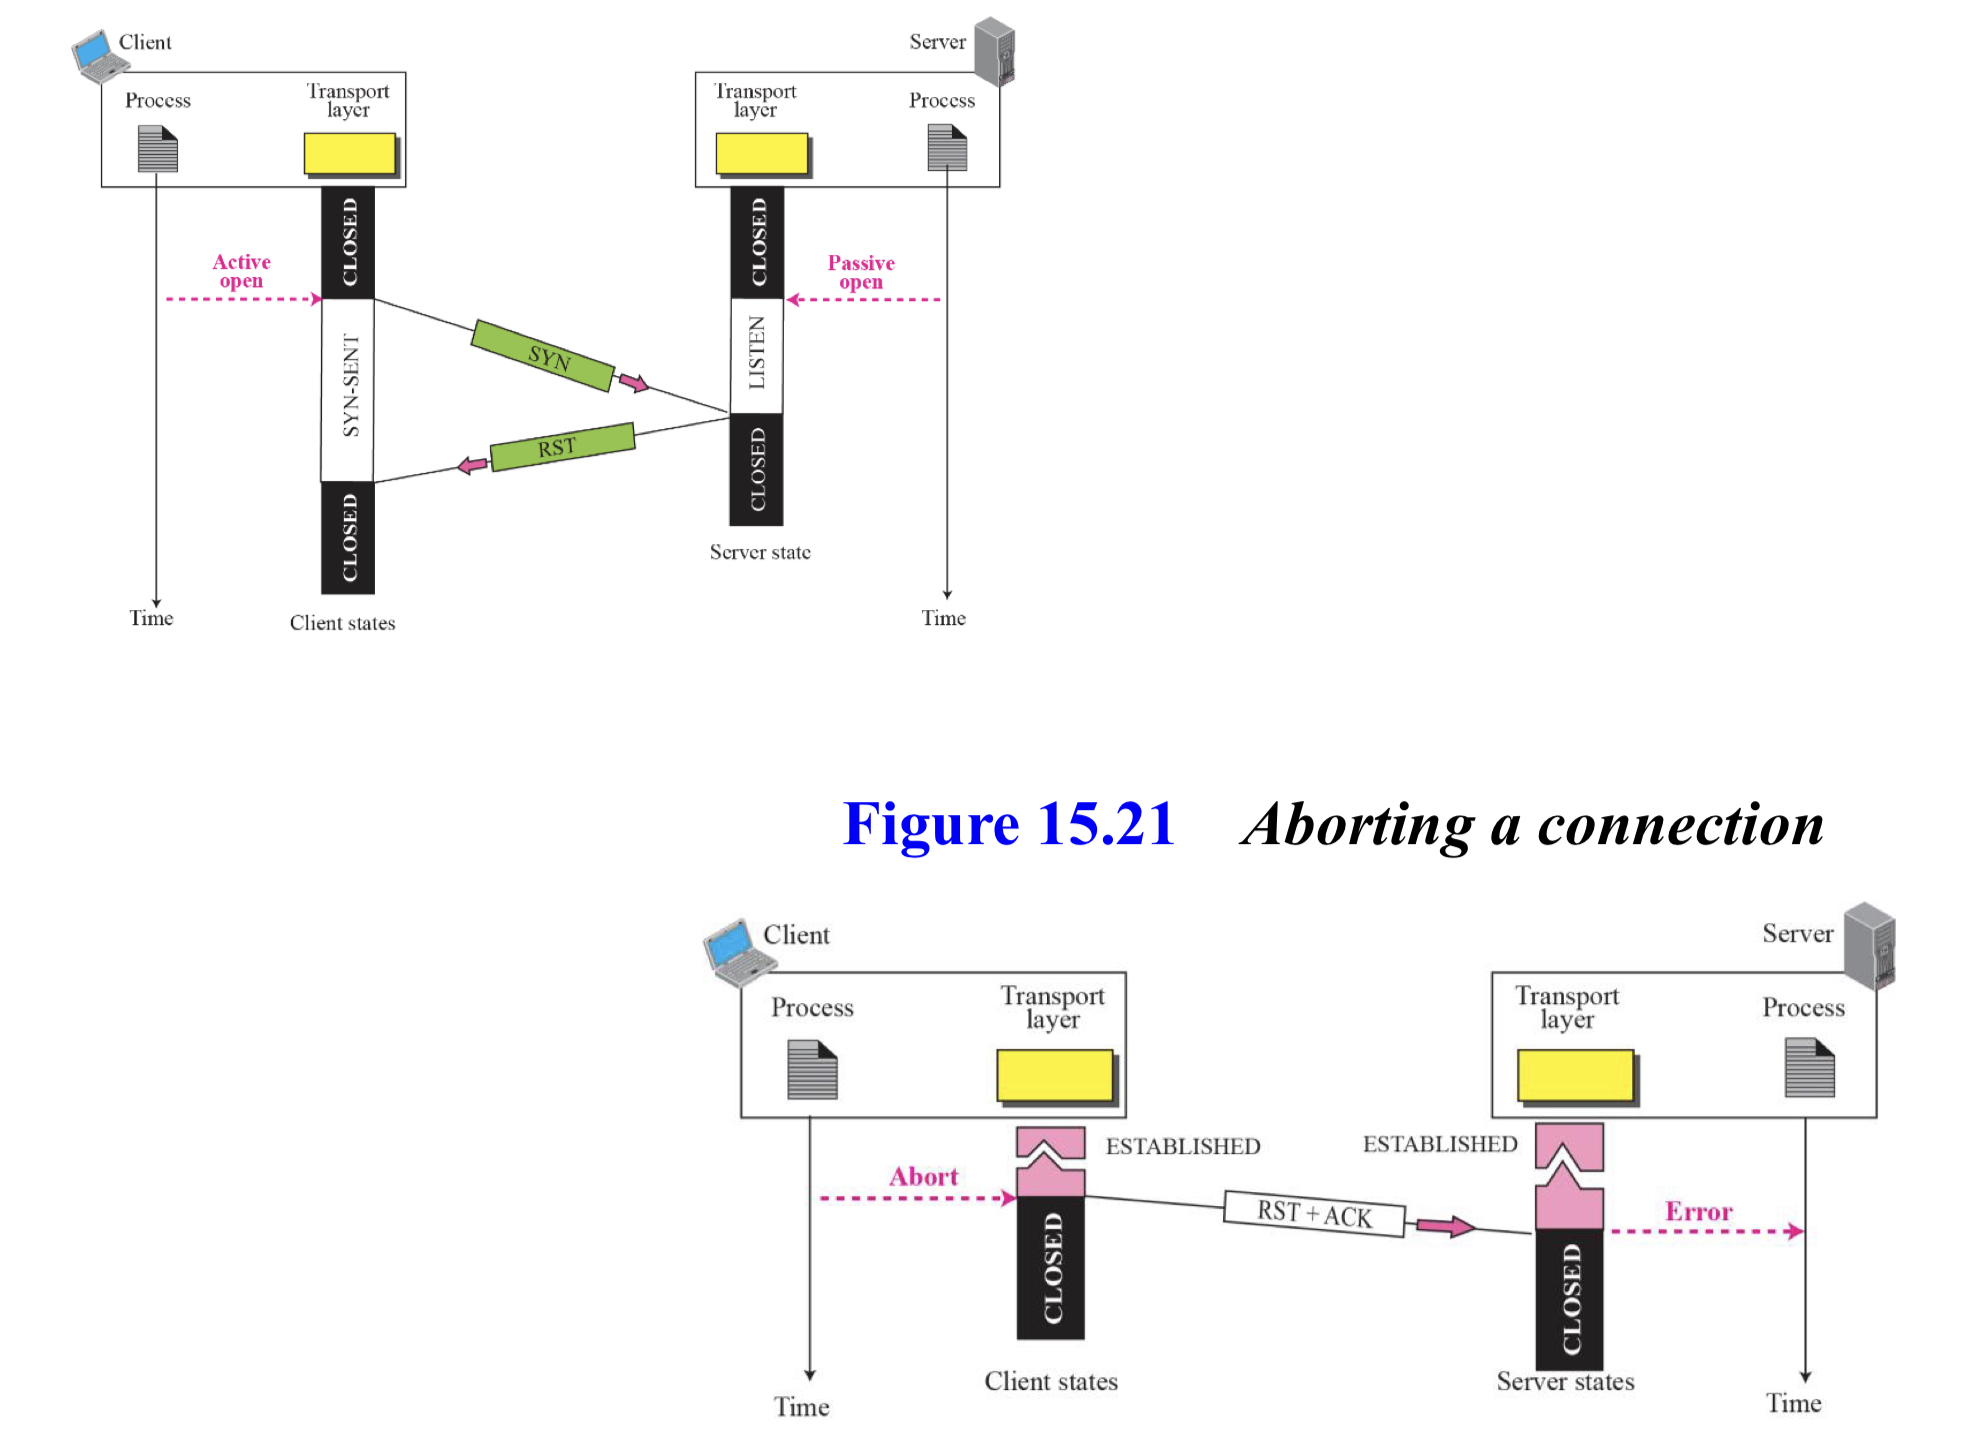 Client
Server
Process
Transport
layer
Transport
layer
Process
CLOSED
CLOSED
Active
open
Passive
open
SYN-SENT
SYN
LISTEN
RST
CLOSED
CLOSED
Server state
Time
Client states
Time
Figure 15.21 Aborting a connection
Client
Server
Process
Transport
layer
Transport
layer
Process
ESTABLISHED
ESTABLISHED
Abort
RST + ACK
Error
CLOSED
CLOSED
Client states
Server states
Time
Time